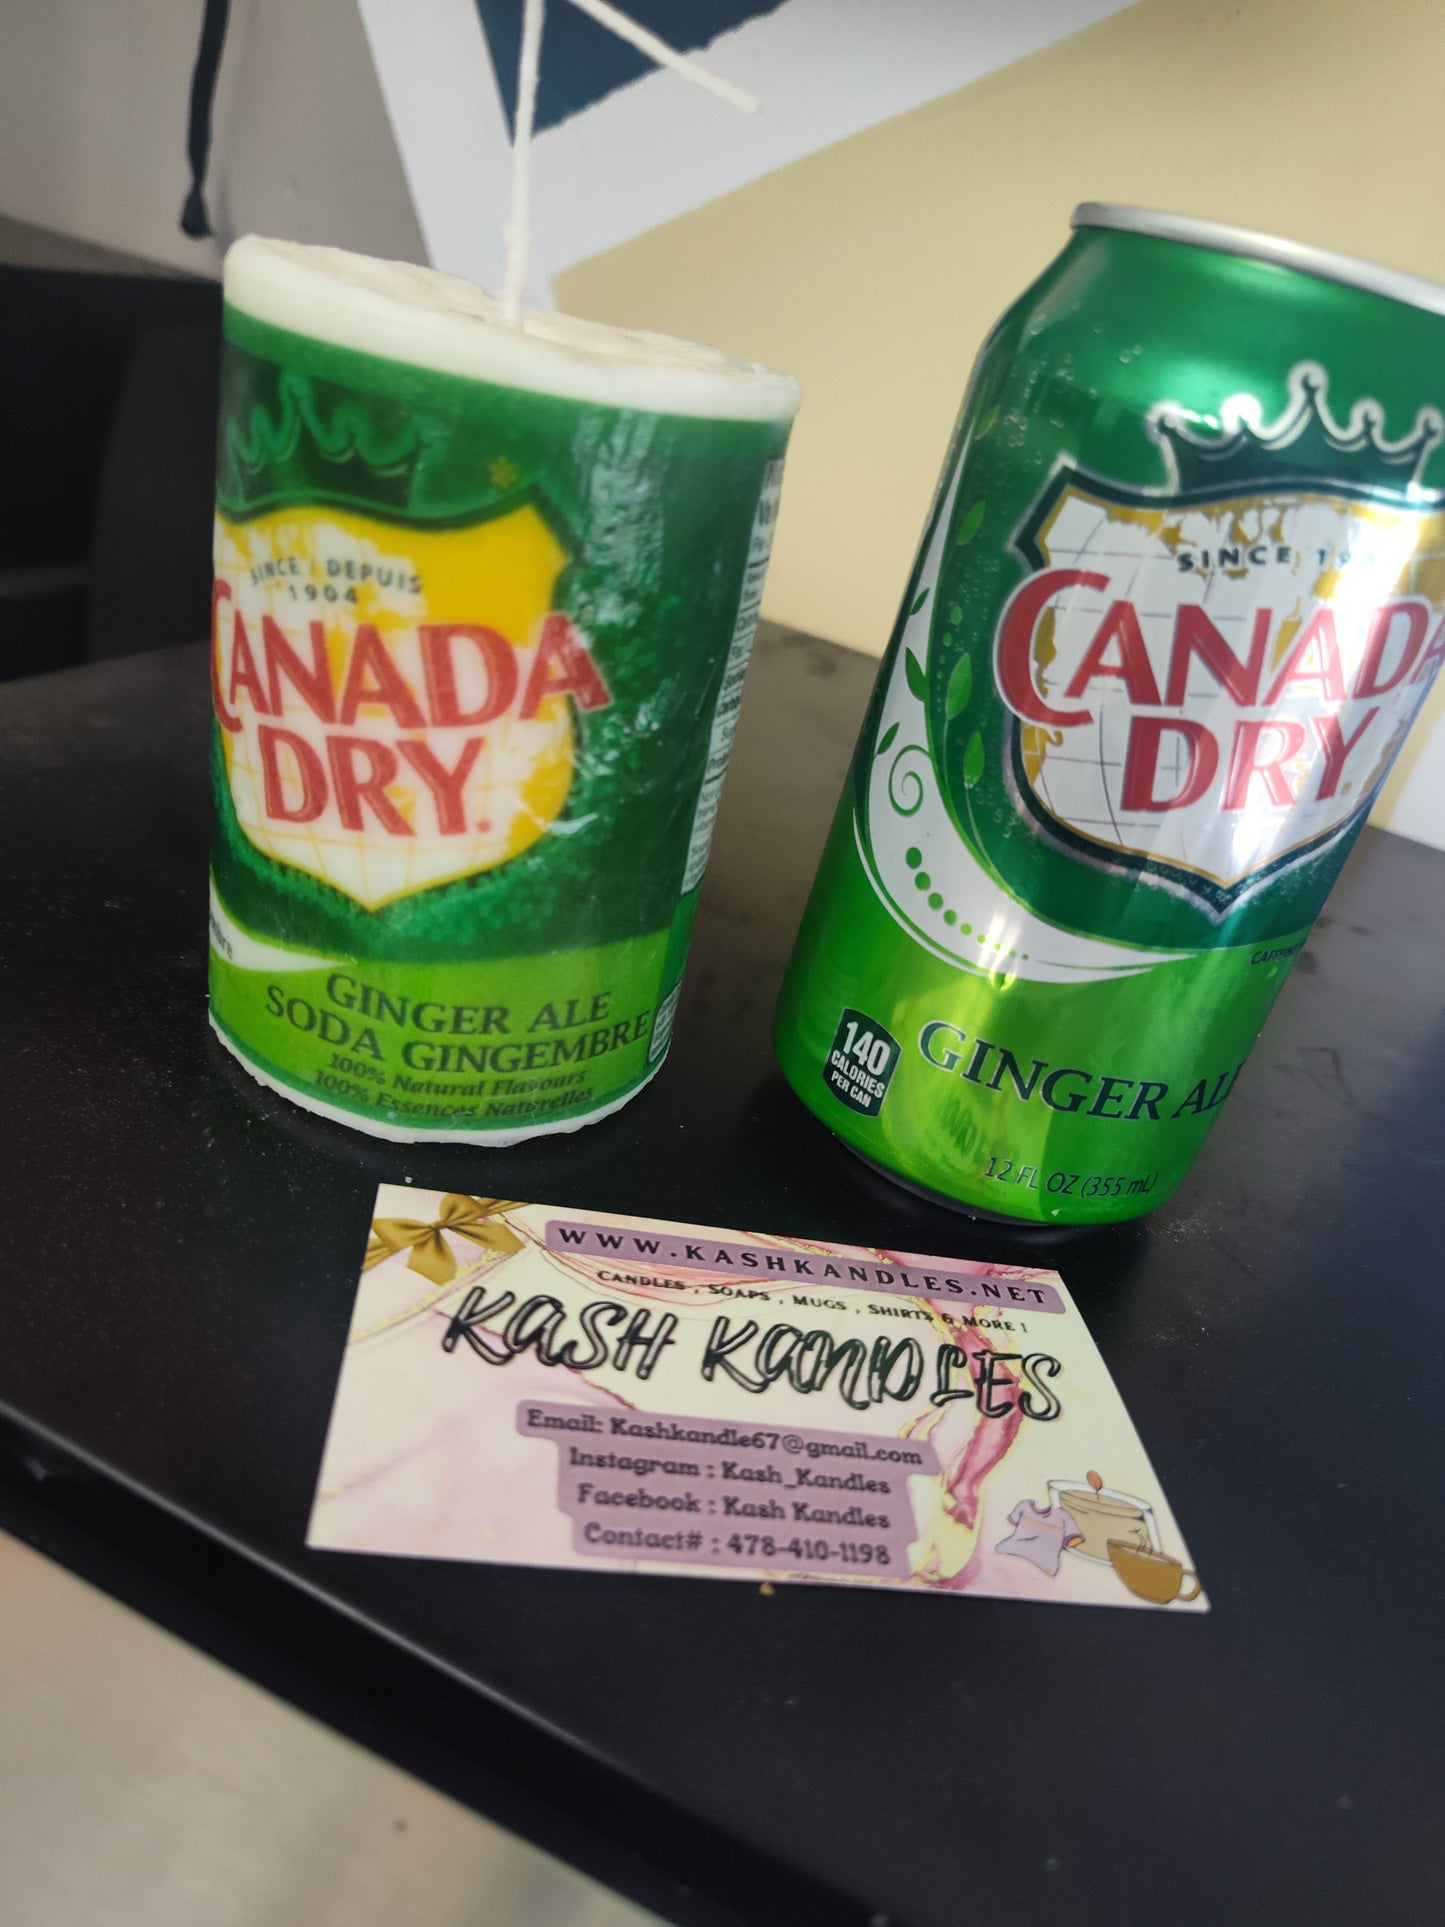 SINCE / DEPUIS
1904
CANADA
DRY
GINGER ALE
SODA GINGEMBRE
100% Natural Flavours
100% Essences Naturelles
SINCE
CANADA
DRY
GINGER ALE
140
CALORIES
PER CAN
12 FL OZ (355 mL)
WWW.KASHKANDLES.NET
CANDLES , SOAPS , MUGS , SHIRTS & MORE !
KASH KANDLES
Email: Kashkandle67@gmail.com
Instagram : Kash_Kandles
Facebook : Kash Kandles
Contact# : 478-410-1198